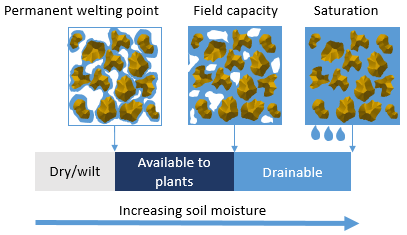 Permanent welting point
Field capacity
Saturation
Dry/wilt
Available to
plants
Drainable
Increasing soil moisture